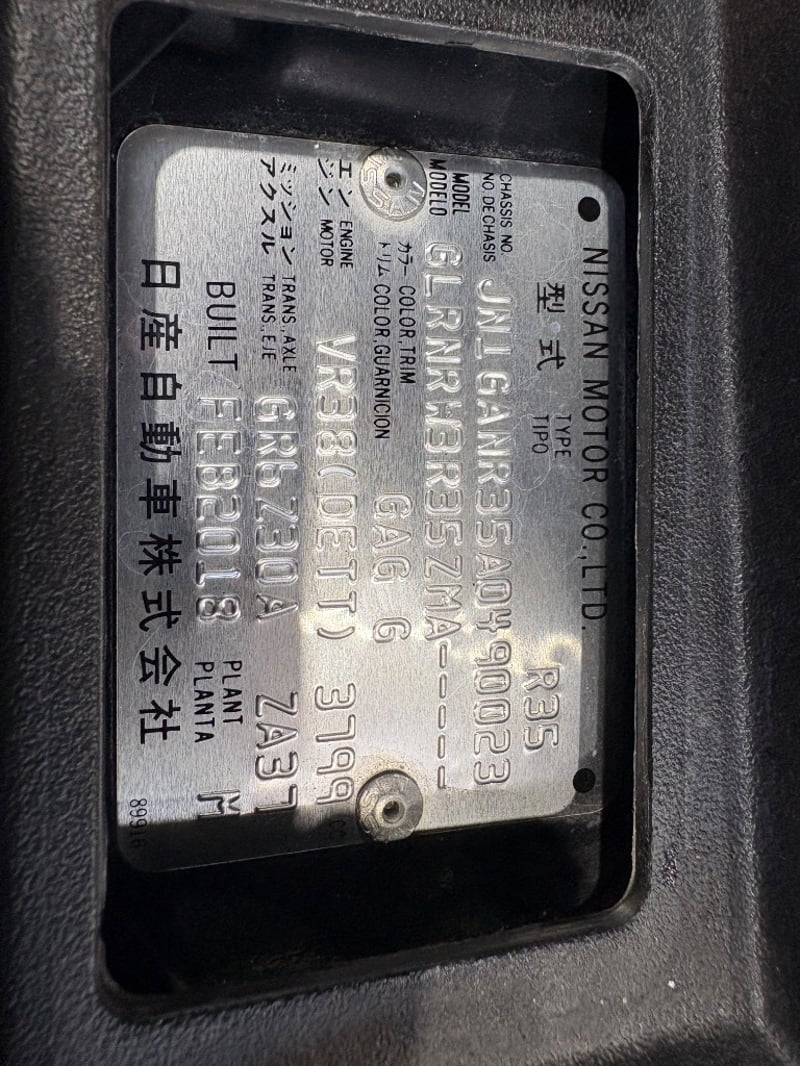 NISSAN MOTOR CO.,LTD.
型式 TYPE TIPO R35
CHASSIS NO. NO DE CHASIS JN1GANR35A0490023
MODEL MODELO GLRNRW3R35ZMA-----
カラー COLOR,TRIM
トリム COLOR,GUARNICION GAG G
エンジン ENGINE MOTOR VR38(DETT) 3799 CC
ミッション TRANS.,AXLE
アクスル TRANS.,EJE GR6Z30A ZA37
BUILT FEB2018 PLANT PLANTA M
日産自動車株式会社 89916